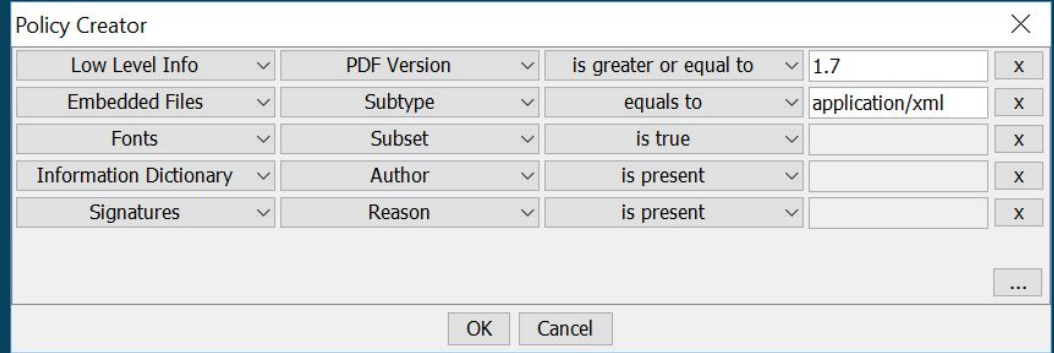 Policy Creator
Low Level Info PDF Version is greater or equal to 1.7 x
Embedded Files Subtype equals to application/xml x
Fonts Subset is true x
Information Dictionary Author is present x
Signatures Reason is present x
...
OK Cancel